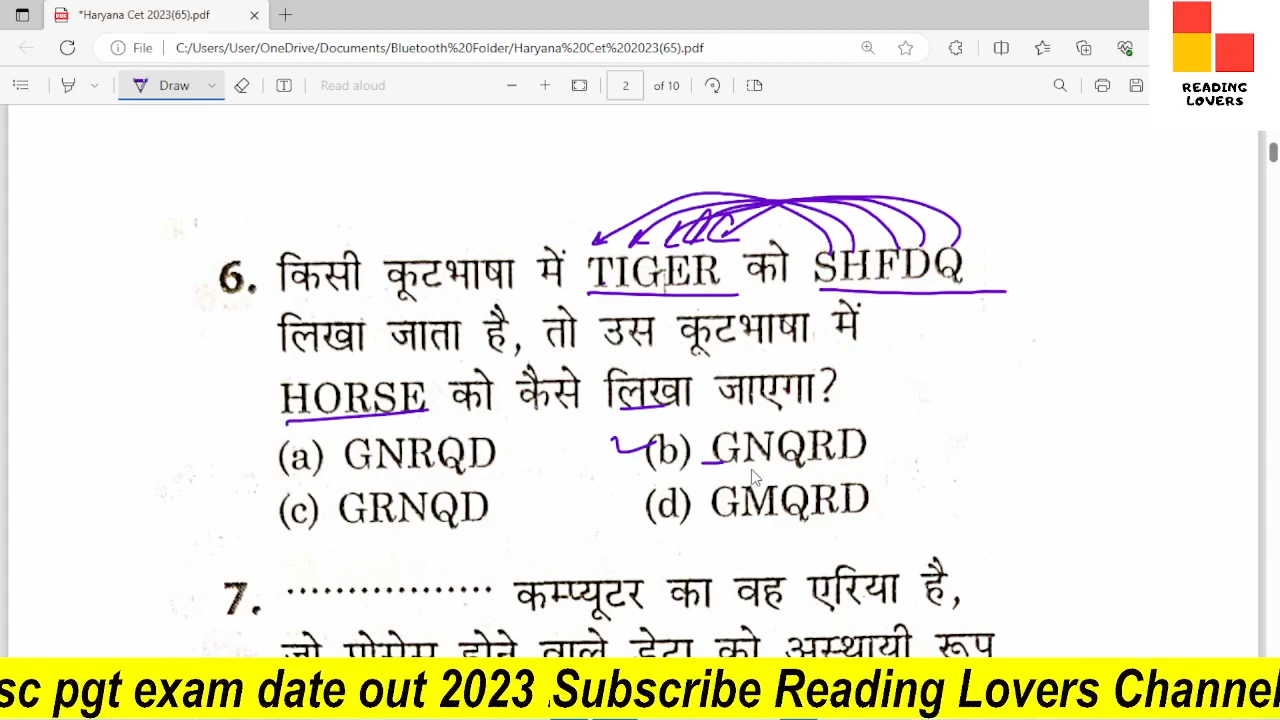 *Haryana Cet 2023(65).pdf
File
C:/Users/User/OneDrive/Documents/Bluetooth%20Folder/Haryana%20Cet%202023(65).pdf
Draw
Read aloud
2 of 10
READING
LOVERS
6. किसी कूटभाषा में TIGER को SHFDQ
लिखा जाता है, तो उस कूटभाषा में
HORSE को कैसे लिखा जाएगा?
(a) GNRQD (b) GNQRD
(c) GRNQD (d) GMQRD
7. ................. कम्प्यूटर का वह एरिया है,
जो प्रोसेस होने वाले डेटा को अस्थायी रूप
sc pgt exam date out 2023 .Subscribe Reading Lovers Channel